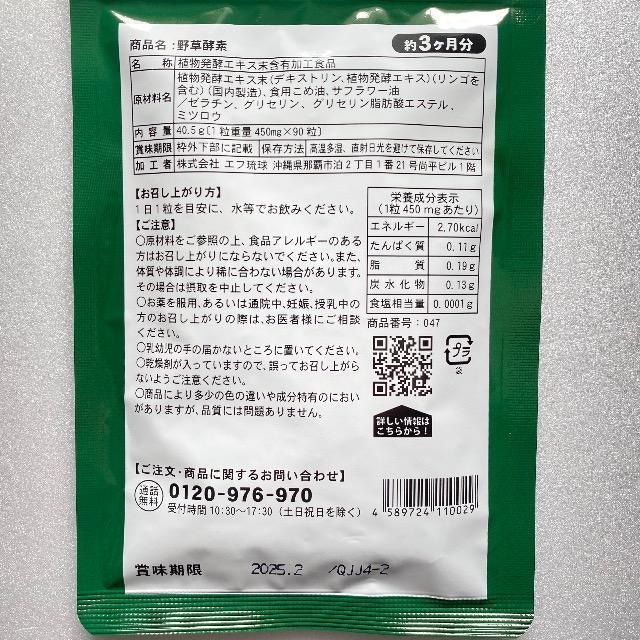 商品名:野草酵素
約3ヶ月分
名 称 植物発酵エキス末含有加工食品
原材料名 植物発酵エキス末(デキストリン、植物発酵エキス)(リンゴを
含む)(国内製造)、食用こめ油、サフラワー油
/ゼラチン、グリセリン、グリセリン脂肪酸エステル、
ミツロウ
内 容 量 40.5g[1粒重量450mg×90粒]
賞味期限 枠外下部に記載 保存方法 高温多湿、直射日光を避けて保存してください
加 工 者 株式会社 エフ琉球 沖縄県那覇市泊2丁目1番21号尚平ビル1階
【お召し上がり方】
1日1粒を目安に、水等でお飲みください。
【ご注意】
○原材料をご参照の上、食品アレルギーのある
方はお召し上がりにならないでください。また、
体質や体調により稀に合わない場合があります。
その場合は摂取を中止してください。
○お薬を服用、あるいは通院中、妊娠、授乳中の
方のお召し上がりの際は、お医者様にご相談
ください。
○乳幼児の手の届かないところに置いてください。
○乾燥剤が入っていますので、誤ってお召し上がら
ないようご注意ください。
○商品により多少の色の違いや成分特有のにおい
がありますが、品質には問題ありません。
栄養成分表示
(1粒450mgあたり)
エネルギー 2.70kcal
たんぱく質 0.11g
脂 質 0.19g
炭水化物 0.13g
食塩相当量 0.0001g
商品番号:047
プラ
袋
詳しい情報は
こちらから!
【ご注文・商品に関するお問い合わせ】
通話
無料 0120-976-970
受付時間10:30〜17:30(土日祝日を除く)
4 589724 110029
賞味期限 2025.2 /QJJ4-2